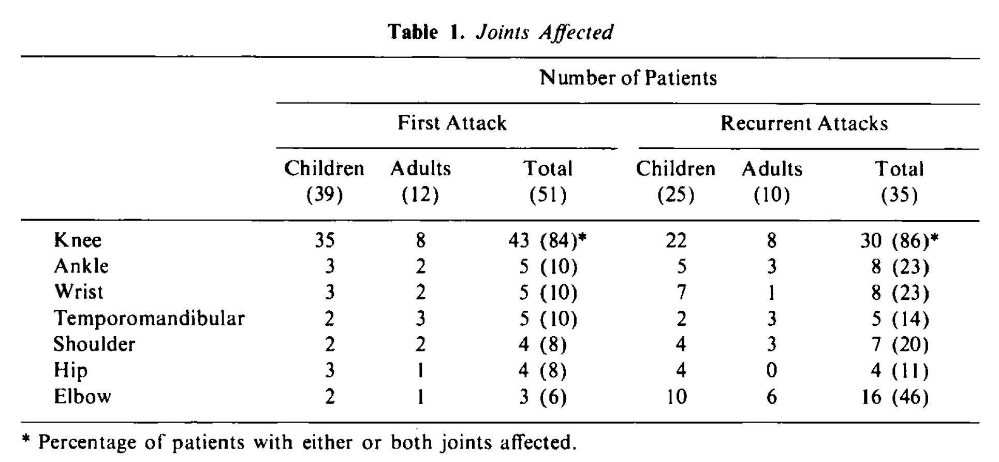 Table 1. Joints Affected
Number of Patients
First Attack Recurrent Attacks
Children Adults Total Children Adults Total
(39) (12) (51) (25) (10) (35)
Knee 35 8 43 (84)* 22 8 30 (86)*
Ankle 3 2 5 (10) 5 3 8 (23)
Wrist 3 2 5 (10) 7 1 8 (23)
Temporomandibular 2 3 5 (10) 2 3 5 (14)
Shoulder 2 2 4 (8) 4 3 7 (20)
Hip 3 1 4 (8) 4 0 4 (11)
Elbow 2 1 3 (6) 10 6 16 (46)
* Percentage of patients with either or both joints affected.